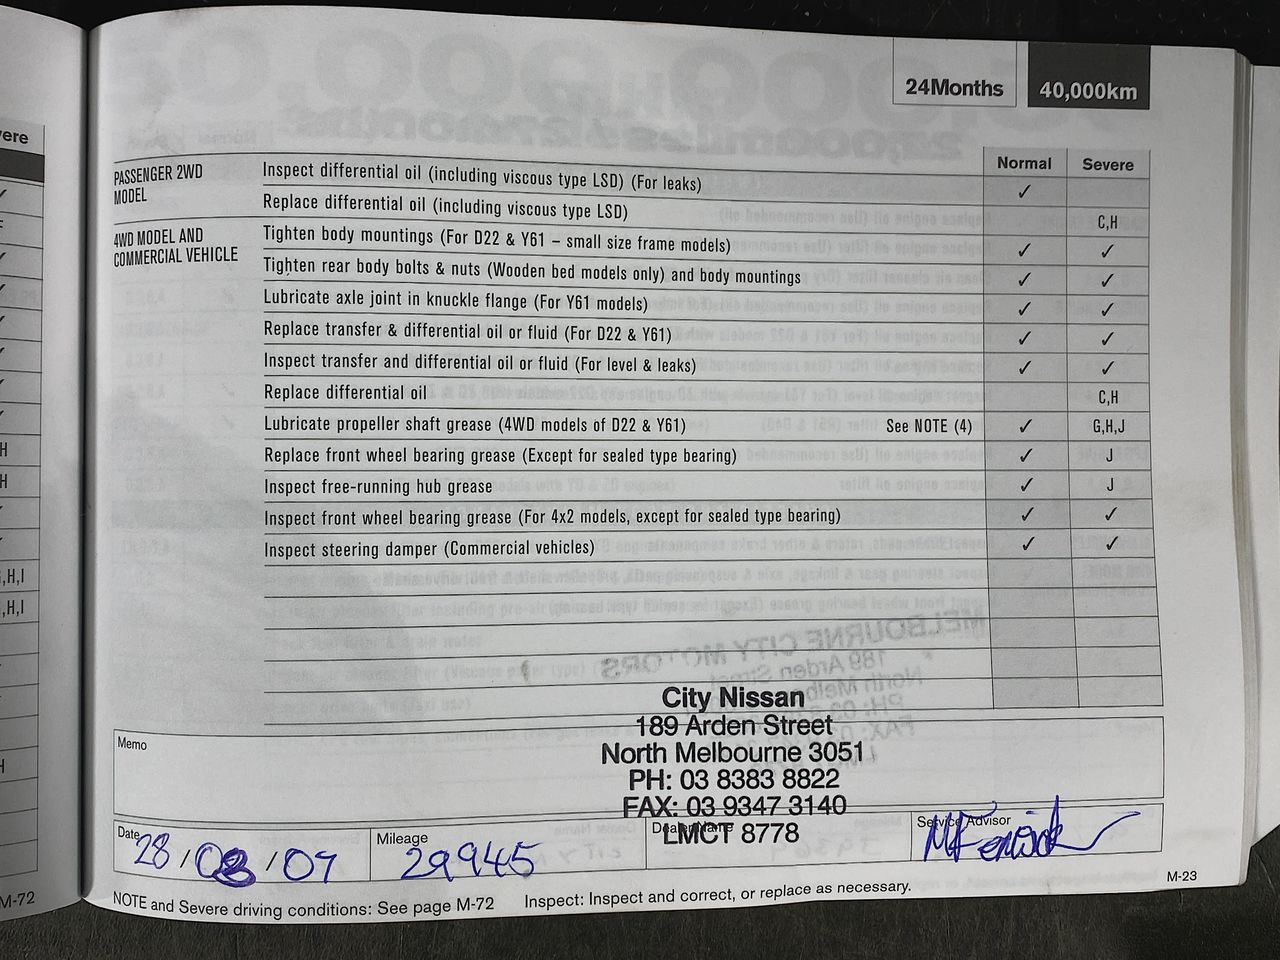 24Months 40,000km
Normal Severe
PASSENGER 2WD
MODEL
Inspect differential oil (including viscous type LSD) (For leaks) ✓
Replace differential oil (including viscous type LSD) C,H
4WD MODEL AND
COMMERCIAL VEHICLE
Tighten body mountings (For D22 & Y61 – small size frame models) ✓ ✓
Tighten rear body bolts & nuts (Wooden bed models only) and body mountings ✓ ✓
Lubricate axle joint in knuckle flange (For Y61 models) ✓ ✓
Replace transfer & differential oil or fluid (For D22 & Y61) ✓ ✓
Inspect transfer and differential oil or fluid (For level & leaks) ✓ ✓
Replace differential oil C,H
Lubricate propeller shaft grease (4WD models of D22 & Y61) See NOTE (4) ✓ G,H,J
Replace front wheel bearing grease (Except for sealed type bearing) ✓ J
Inspect free-running hub grease ✓ J
Inspect front wheel bearing grease (For 4x2 models, except for sealed type bearing) ✓ ✓
Inspect steering damper (Commercial vehicles) ✓ ✓
City Nissan
189 Arden Street
North Melbourne 3051
PH: 03 8383 8822
FAX: 03 9347 3140
LMCT 8778
Memo
Date 28/08/09
Mileage 29945
Dealer Name
Service Advisor
NOTE and Severe driving conditions: See page M-72 Inspect: Inspect and correct, or replace as necessary.
M-23
M-72